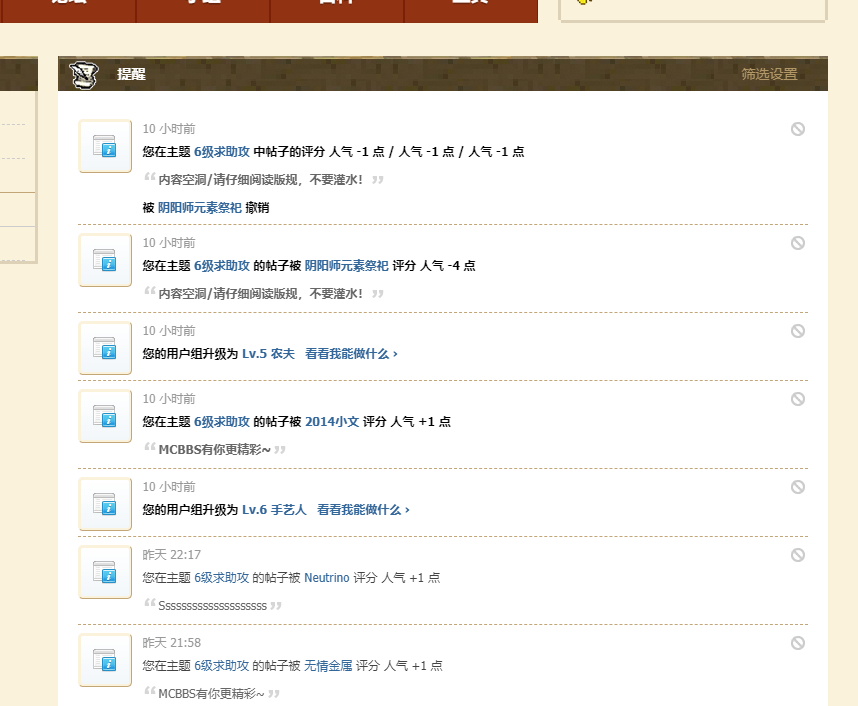 提醒
筛选设置
10 小时前
您在主题 6级求助攻 中帖子的评分 人气 -1 点 / 人气 -1 点 / 人气 -1 点
“ 内容空洞/请仔细阅读版规，不要灌水！ ”
被 阴阳师元素祭祀 撤销
10 小时前
您在主题 6级求助攻 的帖子被 阴阳师元素祭祀 评分 人气 -4 点
“ 内容空洞/请仔细阅读版规，不要灌水！ ”
10 小时前
您的用户组升级为 Lv.5 农夫 看看我能做什么 ›
10 小时前
您在主题 6级求助攻 的帖子被 2014小文 评分 人气 +1 点
“ MCBBS有你更精彩~ ”
10 小时前
您的用户组升级为 Lv.6 手艺人 看看我能做什么 ›
昨天 22:17
您在主题 6级求助攻 的帖子被 Neutrino 评分 人气 +1 点
“ Ssssssssssssssssssss ”
昨天 21:58
您在主题 6级求助攻 的帖子被 无情金属 评分 人气 +1 点
“ MCBBS有你更精彩~ ”